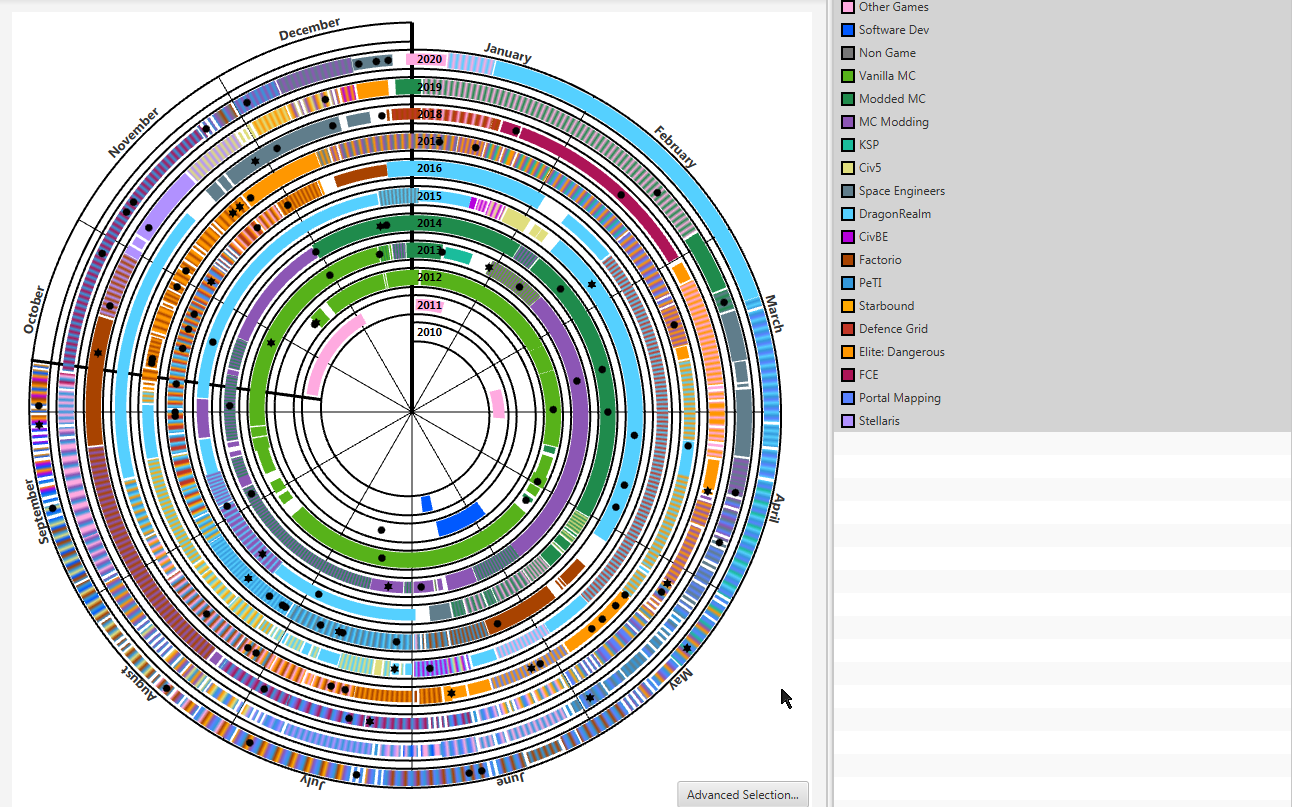 December
January
November
February
October
March
September
April
August
May
July
June
2020
2019
2018
2016
2015
2014
2013
2012
2011
2010
Advanced Selection...
Other Games
Software Dev
Non Game
Vanilla MC
Modded MC
MC Modding
KSP
Civ5
Space Engineers
DragonRealm
CivBE
Factorio
PeTI
Starbound
Defence Grid
Elite: Dangerous
FCE
Portal Mapping
Stellaris